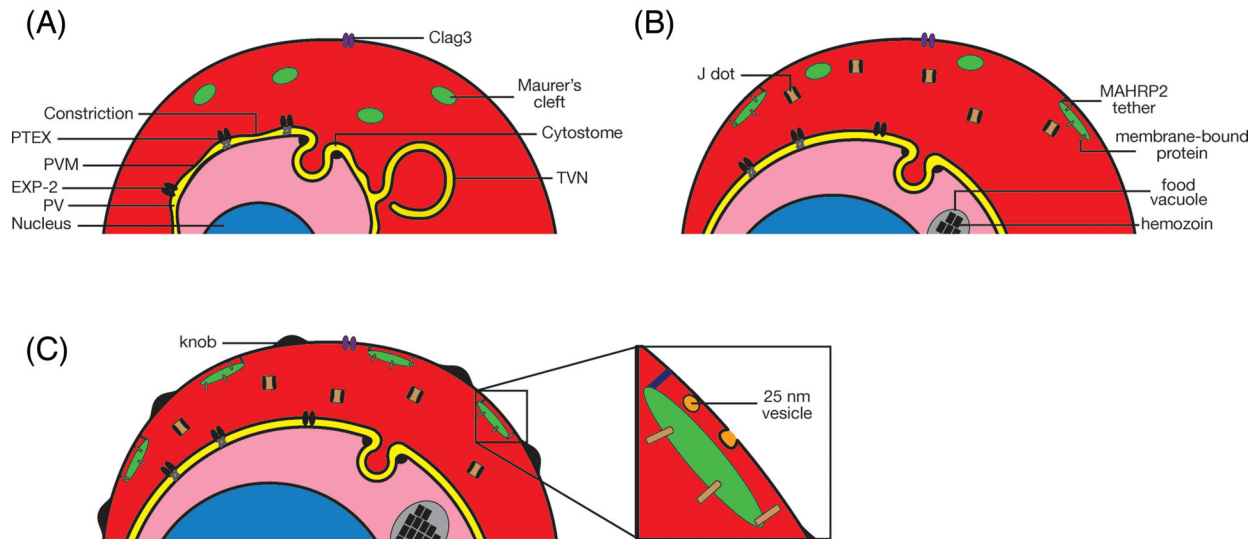 (A)
Clag3
Maurer's
cleft
Constriction
PTEX
Cytostome
PVM
EXP-2
TVN
PV
Nucleus
(B)
J dot
MAHRP2
tether
membrane-bound
protein
food
vacuole
hemozoin
(C)
knob
25 nm
vesicle